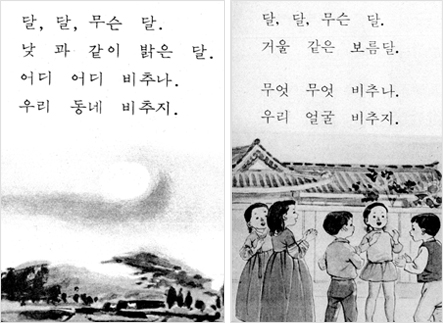 달, 달, 무슨 달.
낮 과 같이 밝은 달.
어디 어디 비추나.
우리 동네 비추지.
달, 달, 무슨 달.
거울 같은 보름달.
무엇 무엇 비추나.
우리 얼굴 비추지.